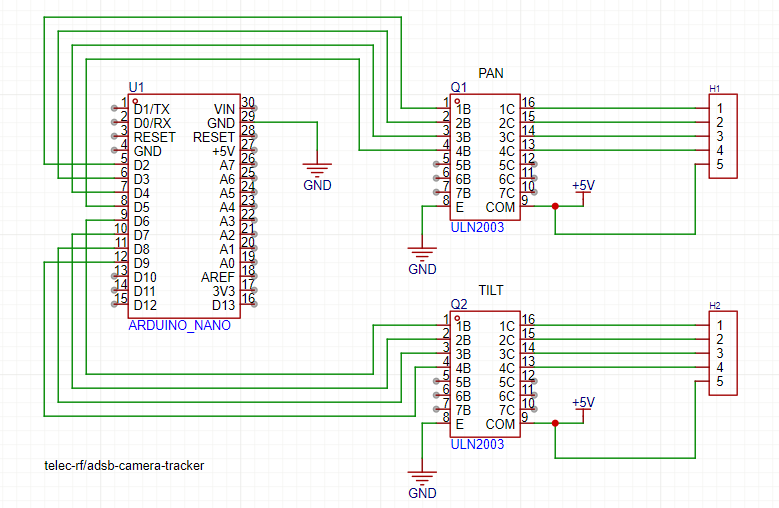 PAN
U1
1 D1/TX VIN 30
2 D0/RX GND 29
3 RESET RESET 28
4 GND +5V 27
5 D2 A7 26
6 D3 A6 25
7 D4 A5 24
8 D5 A4 23
9 D6 A3 22
10 D7 A2 21
11 D8 A1 20
12 D9 A0 19
13 D10 AREF 18
14 D11 3V3 17
15 D12 D13 16
ARDUINO_NANO
GND
Q1
1 1B 1C 16
2 2B 2C 15
3 3B 3C 14
4 4B 4C 13
5 5B 5C 12
6 6B 6C 11
7 7B 7C 10
8 E COM 9
ULN2003
GND
+5V
H1
1
2
3
4
5
TILT
Q2
1 1B 1C 16
2 2B 2C 15
3 3B 3C 14
4 4B 4C 13
5 5B 5C 12
6 6B 6C 11
7 7B 7C 10
8 E COM 9
ULN2003
GND
+5V
H2
1
2
3
4
5
telec-rf/adsb-camera-tracker